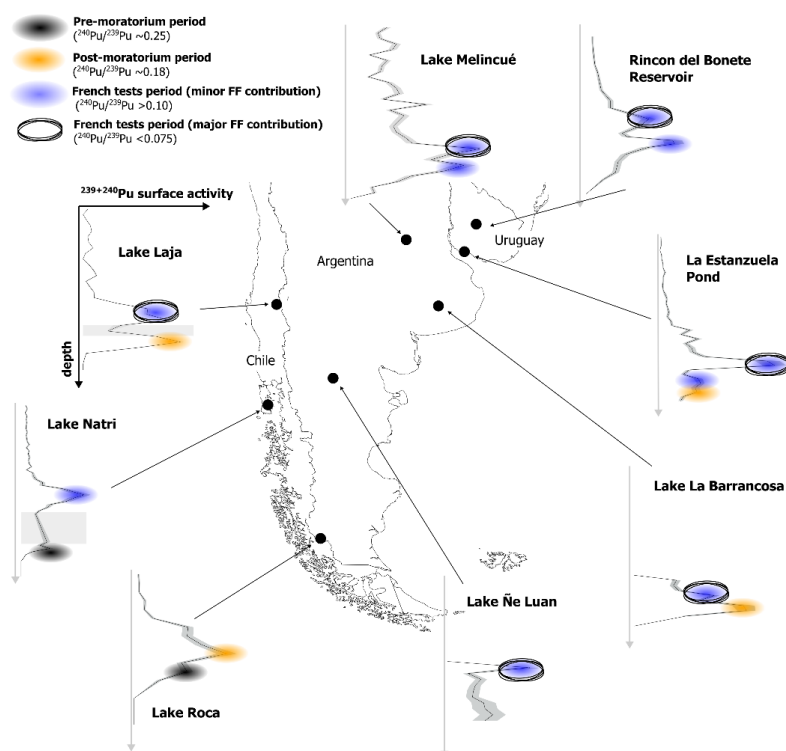 Pre-moratorium period
(²⁴⁰Pu/²³⁹Pu ~0.25)
Post-moratorium period
(²⁴⁰Pu/²³⁹Pu ~0.18)
French tests period (minor FF contribution)
(²⁴⁰Pu/²³⁹Pu >0.10)
French tests period (major FF contribution)
(²⁴⁰Pu/²³⁹Pu <0.075)
Lake Melincué
Rincon del Bonete
Reservoir
²³⁹⁺²⁴⁰Pu surface activity
depth
Lake Laja
Argentina
Uruguay
La Estanzuela
Pond
Chile
Lake Natri
Lake La Barrancosa
Lake Ñe Luan
Lake Roca